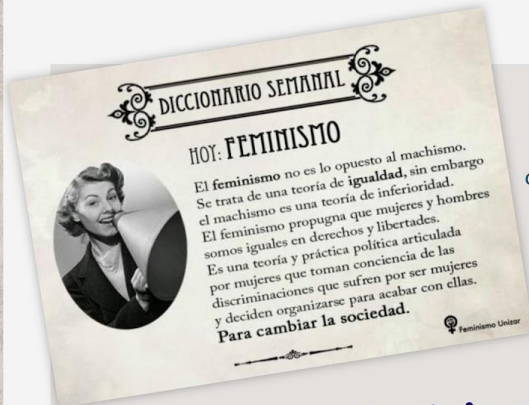 DICCIONARIO SEMANAL
HOY: FEMINISMO
El feminismo no es lo opuesto al machismo.
Se trata de una teoría de igualdad, sin embargo
el machismo es una teoría de inferioridad.
El feminismo propugna que mujeres y hombres
somos iguales en derechos y libertades.
Es una teoría y práctica política articulada
por mujeres que toman conciencia de las
discriminaciones que sufren por ser mujeres
y deciden organizarse para acabar con ellas.
Para cambiar la sociedad.
Feminismo Unizar